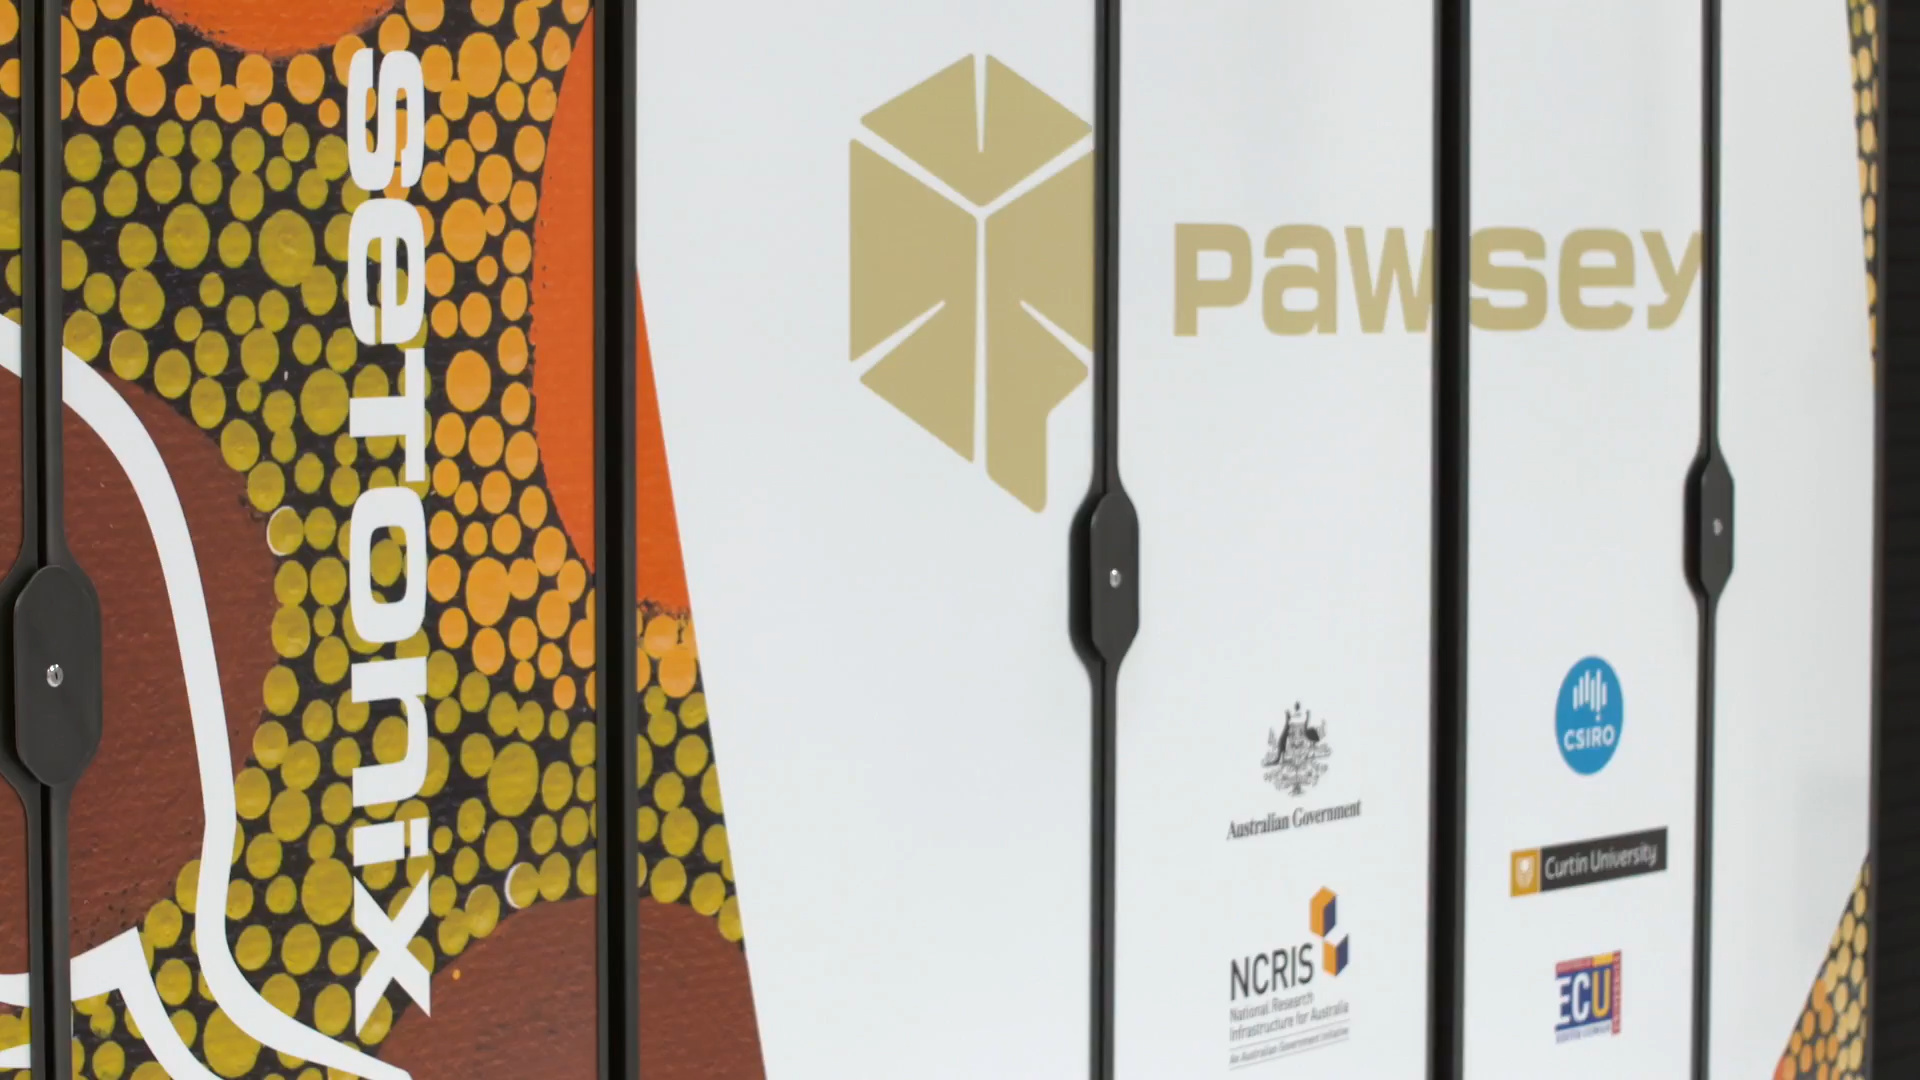 seTonix
pawsey
Australian Government
NCRIS
National Research
Infrastructure for Australia
An Australian Government Initiative
CSIRO
Curtin University
ECU